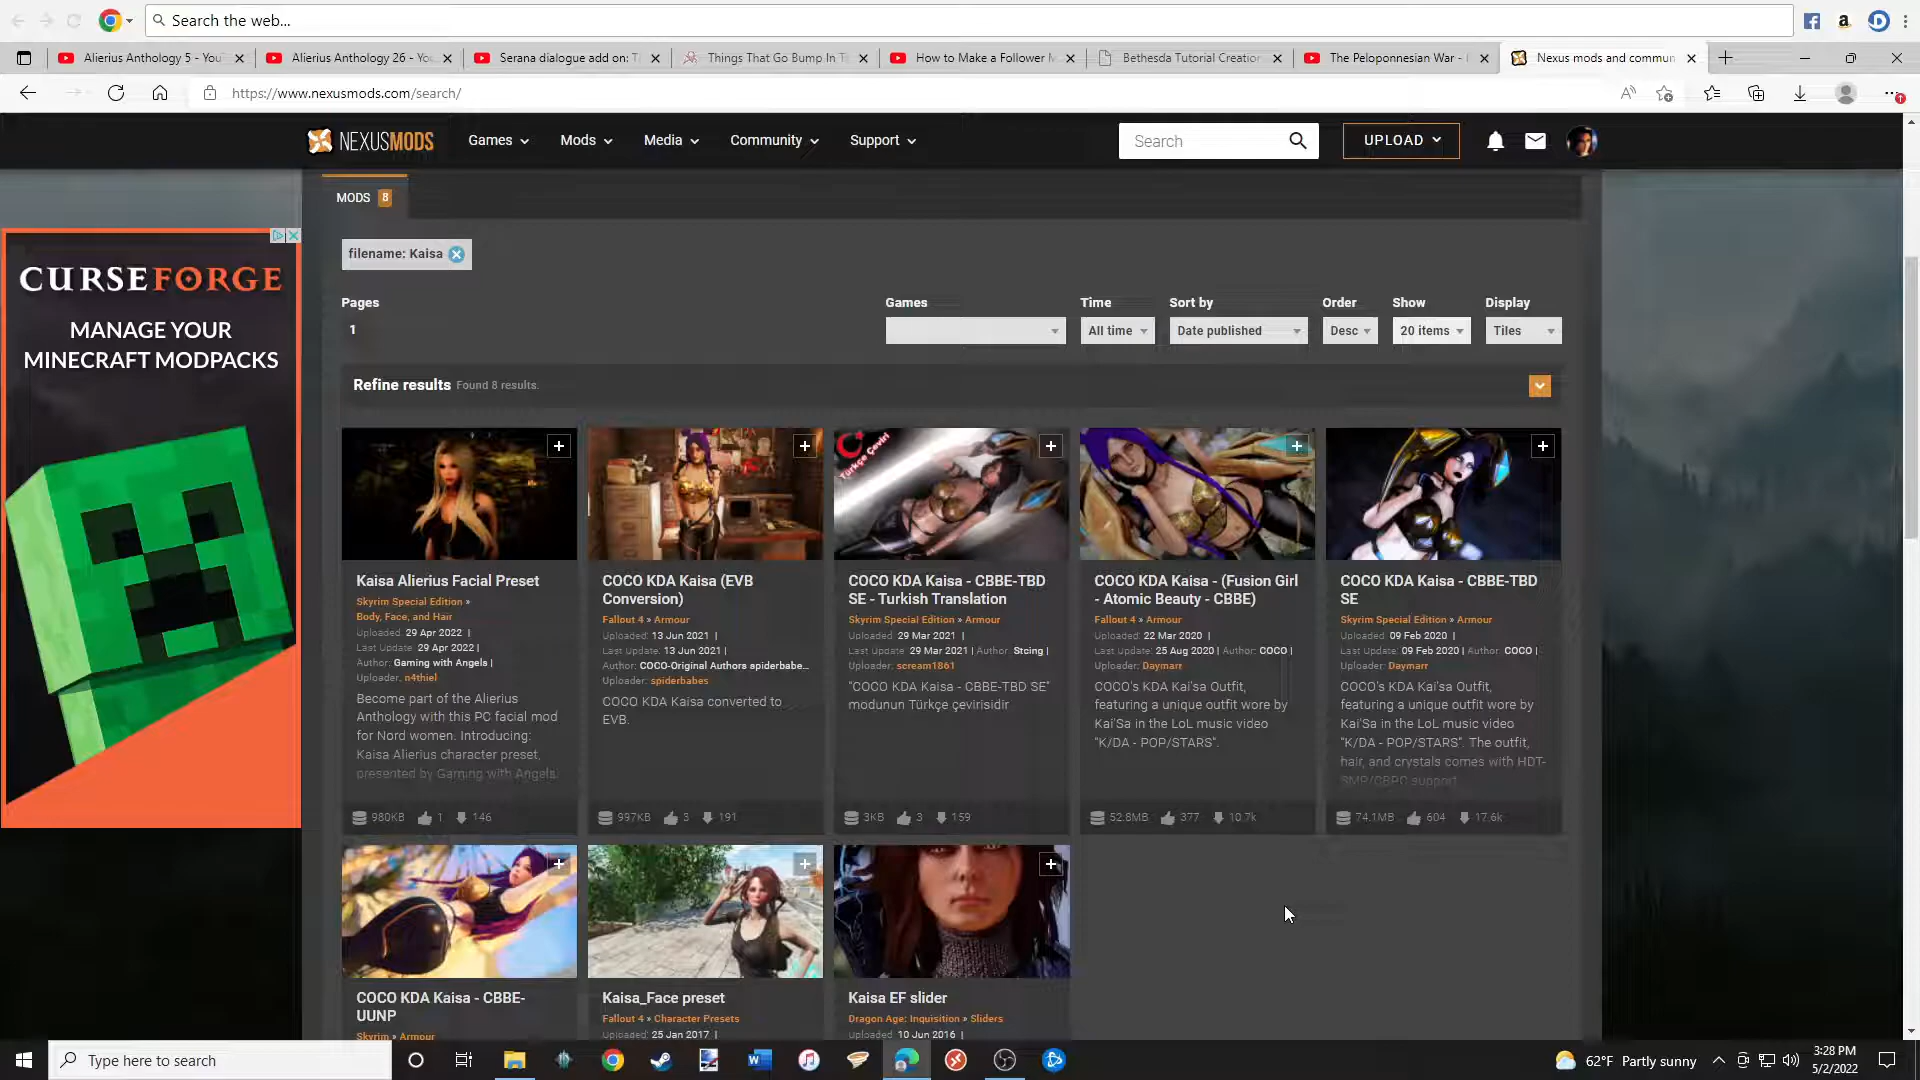 Search the web...
Alierius Anthology 5 - You
Alierius Anthology 26 - You
Serana dialogue add on: T
Things That Go Bump In T
How to Make a Follower M
Bethesda Tutorial Creation
The Peloponnesian War - 
Nexus mods and commun
https://www.nexusmods.com/search/
NEXUSMODS
Games
Mods
Media
Community
Support
Search
UPLOAD
MODS 8
filename: Kaisa
CURSEFORGE
MANAGE YOUR
MINECRAFT MODPACKS
Pages
1
Games
Time
Sort by
Order
Show
Display
All time
Date published
Desc
20 items
Tiles
Refine results Found 8 results.
Kaisa Alierius Facial Preset
Skyrim Special Edition »
Body, Face, and Hair
Uploaded: 29 Apr 2022 |
Last Update: 29 Apr 2022 |
Author: Gaming with Angels |
Uploader: n4thiel
Become part of the Alierius
Anthology with this PC facial mod
for Nord women. Introducing:
Kaisa Alierius character preset,
presented by Gaming with Angels.
980KB 1 146
COCO KDA Kaisa (EVB
Conversion)
Fallout 4 » Armour
Uploaded: 13 Jun 2021 |
Last Update: 13 Jun 2021 |
Author: COCO-Original Authors spiderbabe...
Uploader: spiderbabes
COCO KDA Kaisa converted to
EVB.
997KB 3 191
Türkçe Çeviri
COCO KDA Kaisa - CBBE-TBD
SE - Turkish Translation
Skyrim Special Edition » Armour
Uploaded: 29 Mar 2021 |
Last Update: 29 Mar 2021 | Author: Stcing |
Uploader: scream1861
"COCO KDA Kaisa - CBBE-TBD SE"
modunun Türkçe çevirisidir
3KB 3 159
COCO KDA Kaisa - (Fusion Girl
- Atomic Beauty - CBBE)
Fallout 4 » Armour
Uploaded: 22 Mar 2020 |
Last Update: 25 Aug 2020 | Author: COCO |
Uploader: Daymarr
COCO's KDA Kai'sa Outfit,
featuring a unique outfit wore by
Kai'Sa in the LoL music video
"K/DA - POP/STARS".
52.8MB 377 10.7k
COCO KDA Kaisa - CBBE-TBD
SE
Skyrim Special Edition » Armour
Uploaded: 09 Feb 2020 |
Last Update: 09 Feb 2020 | Author: COCO |
Uploader: Daymarr
COCO's KDA Kai'sa Outfit,
featuring a unique outfit wore by
Kai'Sa in the LoL music video
"K/DA - POP/STARS". The outfit,
hair, and crystals comes with HDT-
SMP/CBPC support
74.1MB 604 17.6k
COCO KDA Kaisa - CBBE-
UUNP
Skyrim » Armour
Kaisa_Face preset
Fallout 4 » Character Presets
Uploaded: 25 Jan 2017 |
Kaisa EF slider
Dragon Age: Inquisition » Sliders
Uploaded: 10 Jun 2016 |
Type here to search
62°F Partly sunny
3:28 PM
5/2/2022